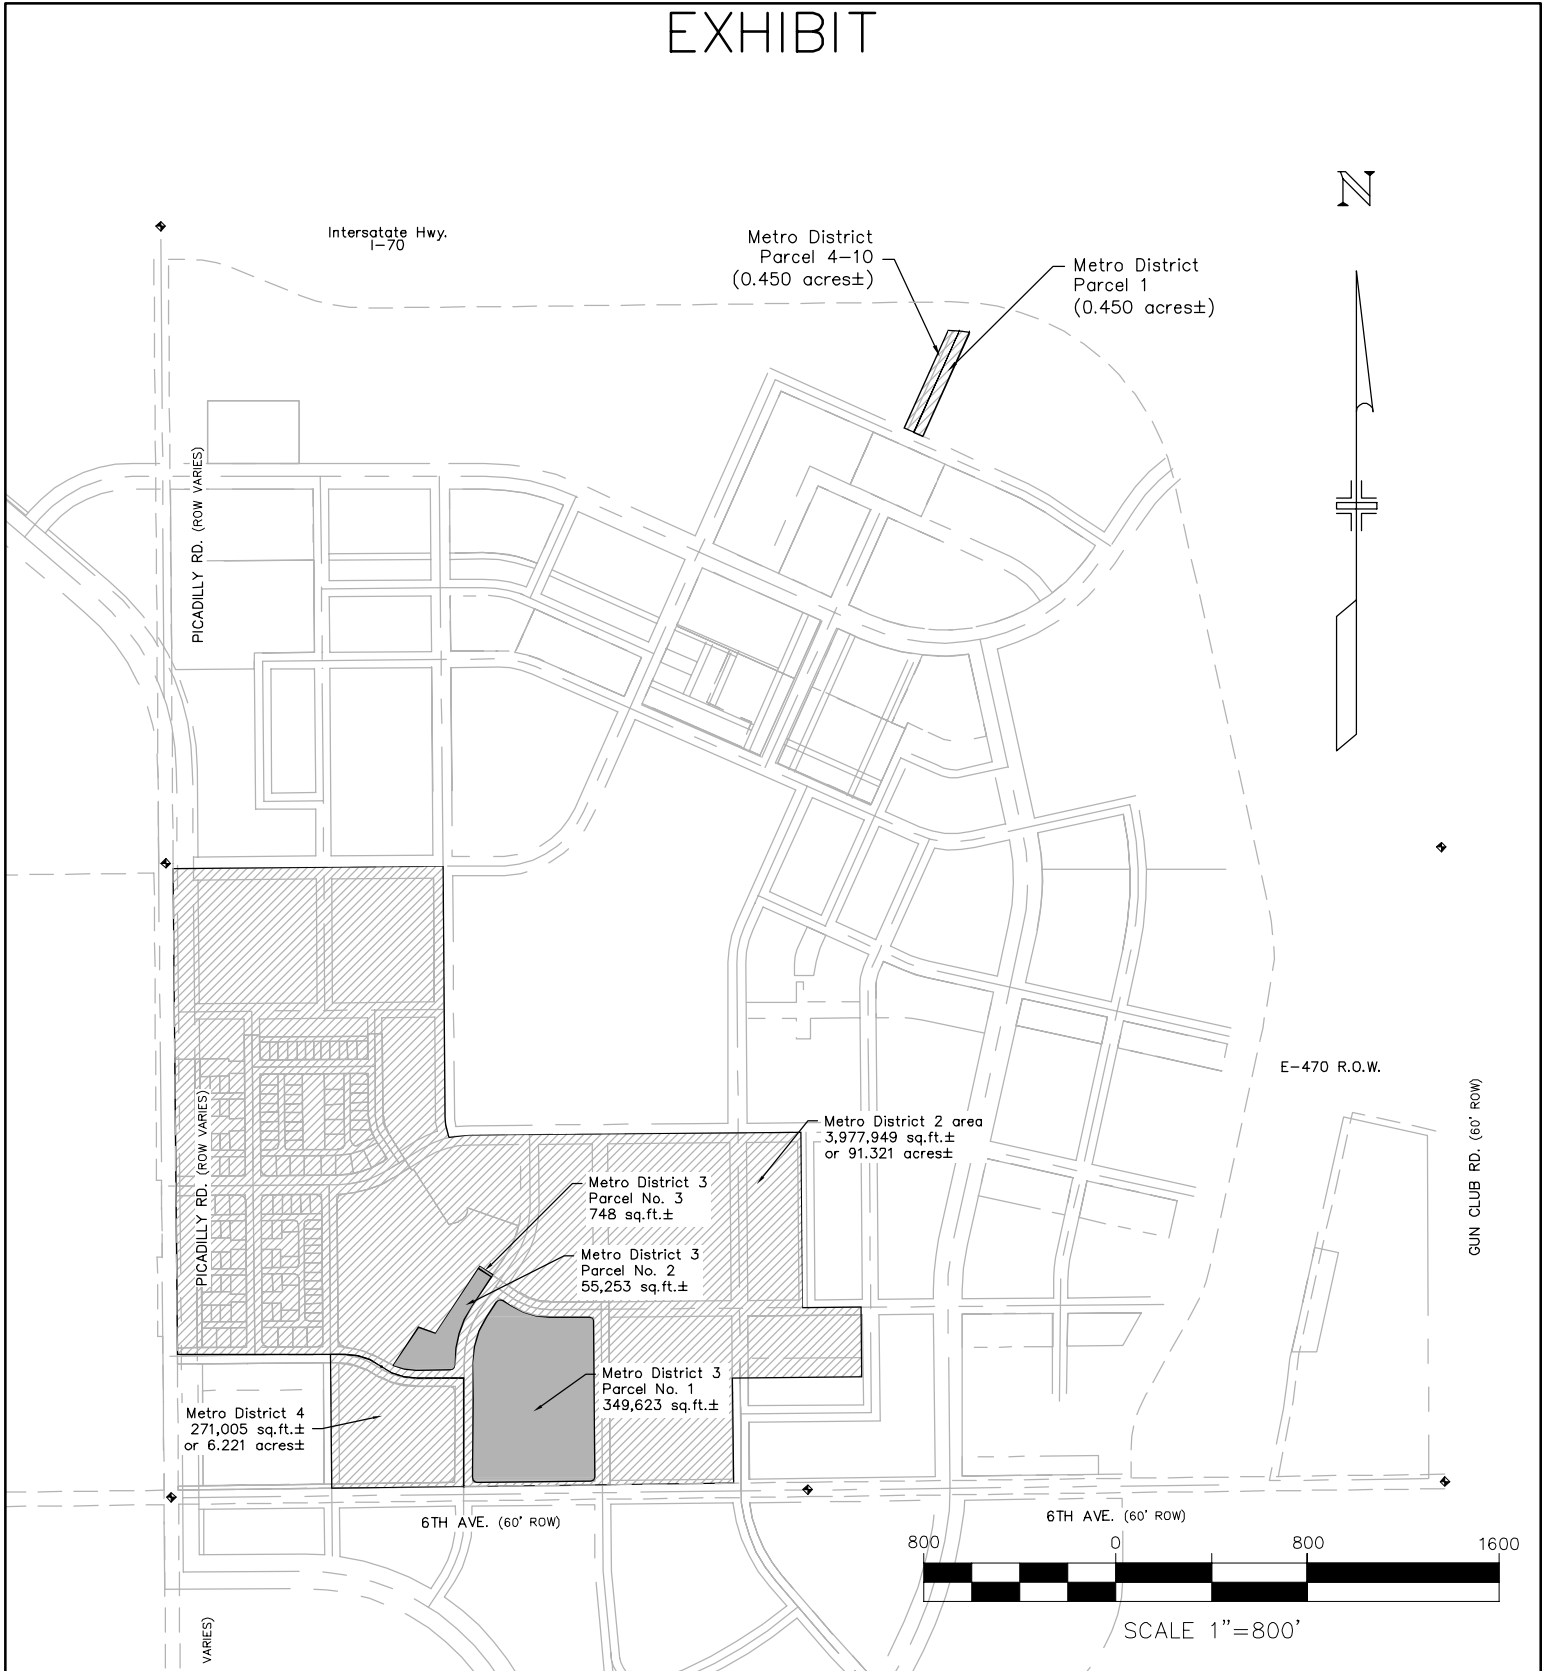 EXHIBIT
N
Intersatate Hwy.
I-70
Metro District
Parcel 4-10
(0.450 acres±)
Metro District
Parcel 1
(0.450 acres±)
PICADILLY RD. (ROW VARIES)
E-470 R.O.W.
GUN CLUB RD. (60' ROW)
PICADILLY RD. (ROW VARIES)
Metro District 2 area
3,977,949 sq.ft.±
or 91.321 acres±
Metro District 3
Parcel No. 3
748 sq.ft.±
Metro District 3
Parcel No. 2
55,253 sq.ft.±
Metro District 3
Parcel No. 1
349,623 sq.ft.±
Metro District 4
271,005 sq.ft.±
or 6.221 acres±
6TH AVE. (60' ROW)
6TH AVE. (60' ROW)
800 0 800 1600
SCALE 1"=800'
VARIES)